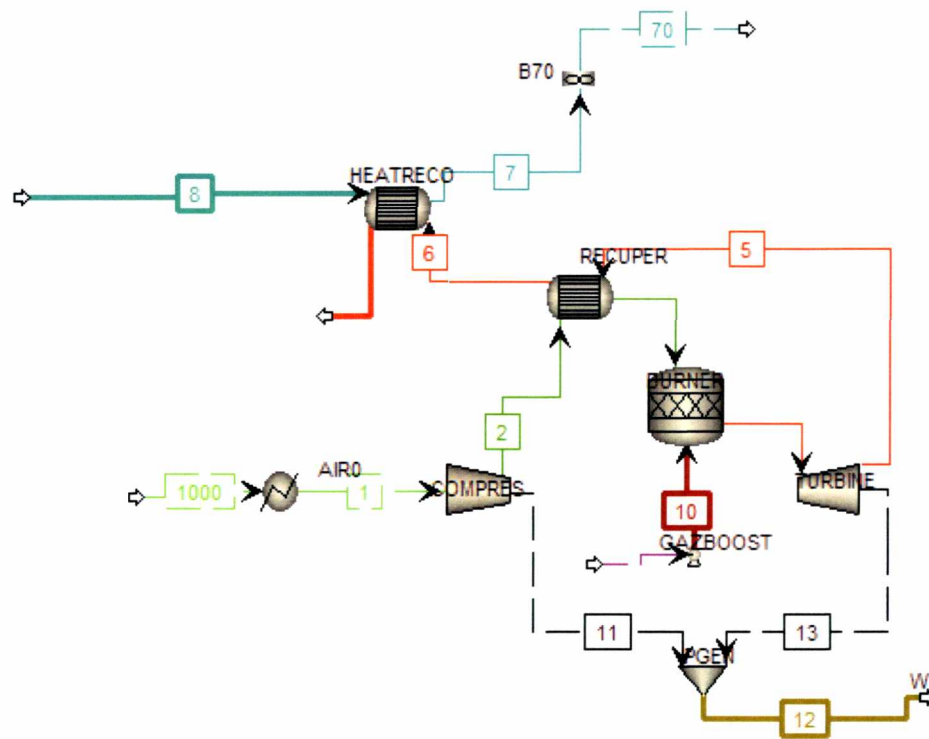 70
B70
HEATRECO
7
8
6
RECUPER
5
BURNER
2
AIR0
1000
1
COMPRES
TURBINE
10
GAZBOOST
11
13
PGEN
W
12